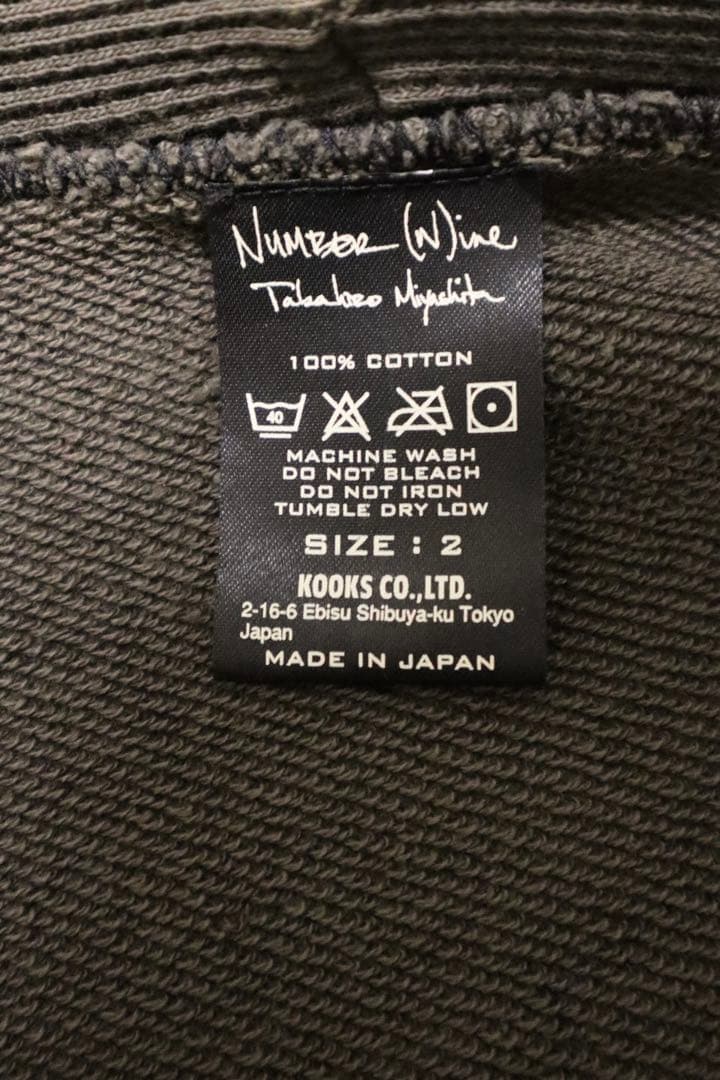 NUMBER (N)ine
Takahiro Miyashita
100% COTTON
40
MACHINE WASH
DO NOT BLEACH
DO NOT IRON
TUMBLE DRY LOW
SIZE : 2
KOOKS CO.,LTD.
2-16-6 Ebisu Shibuya-ku Tokyo
Japan
MADE IN JAPAN